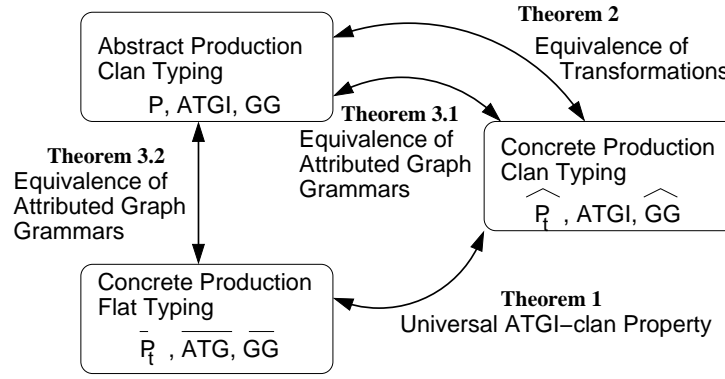 Theorem 2
Equivalence of
Transformations
Abstract Production
Clan Typing
P, ATGI, GG
Theorem 3.1
Equivalence of
Attributed Graph
Grammars
Theorem 3.2
Equivalence of
Attributed Graph
Grammars
Concrete Production
Clan Typing
P̂_t , ATGI, ĜG
Concrete Production
Flat Typing
P̅_t , A̅T̅G̅, G̅G̅
Theorem 1
Universal ATGI−clan Property